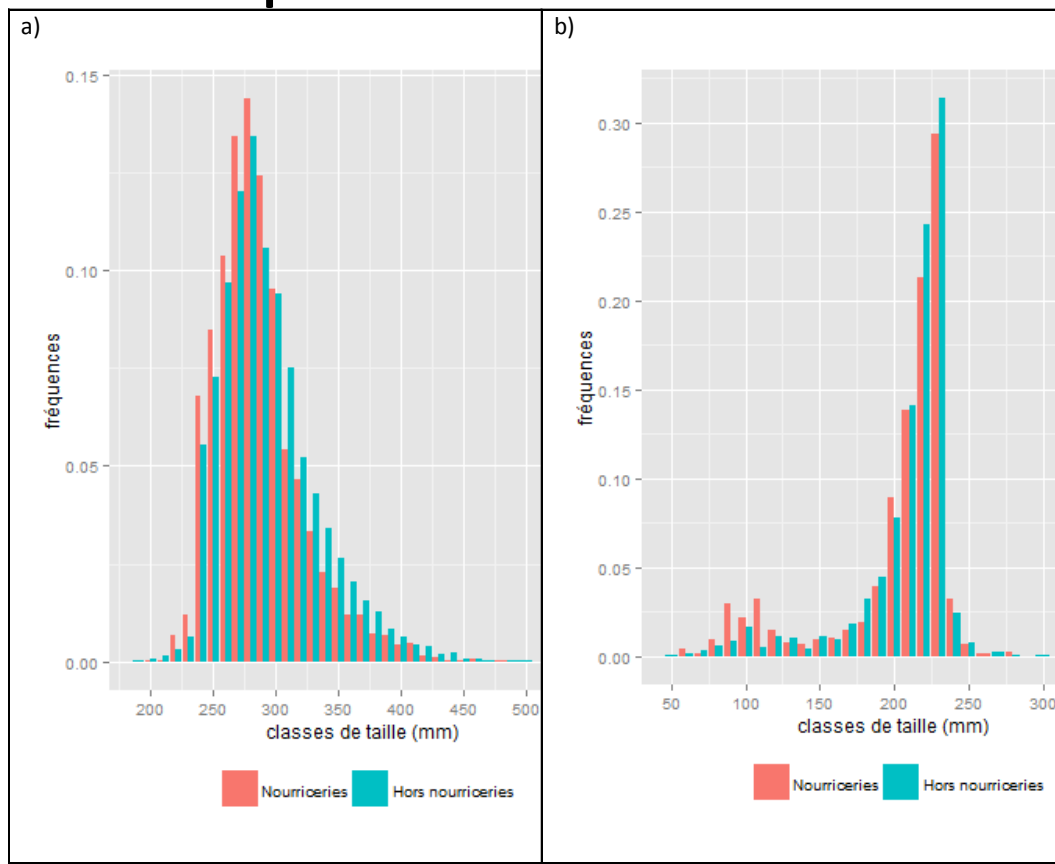 a)
0.15
0.10
0.05
0.00
fréquences
200 250 300 350 400 450 500
classes de taille (mm)
Nourriceries Hors nourriceries
b)
0.30
0.25
0.20
0.15
0.10
0.05
0.00
fréquences
50 100 150 200 250 300
classes de taille (mm)
Nourriceries Hors nourriceries